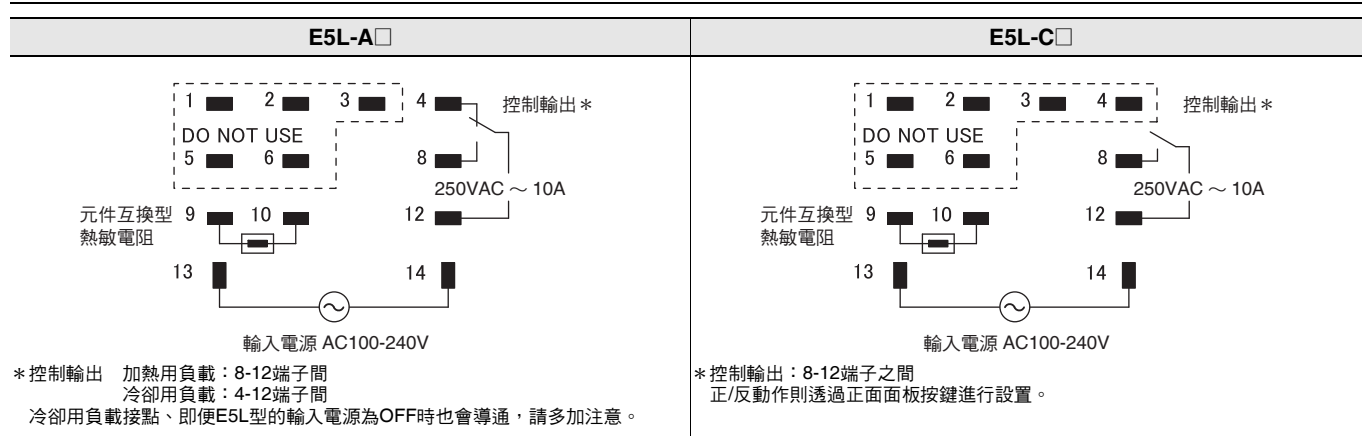 E5L-A□
1 2 3 4 控制輸出＊
DO NOT USE
5 6 8
250VAC ～ 10A
元件互換型 9 10 12
熱敏電阻
13 14
輸入電源 AC100-240V
＊控制輸出 加熱用負載：8-12端子間
冷卻用負載：4-12端子間
冷卻用負載接點、即便E5L型的輸入電源為OFF時也會導通，請多加注意。
E5L-C□
1 2 3 4 控制輸出＊
DO NOT USE
5 6 8
250VAC ～ 10A
元件互換型 9 10 12
熱敏電阻
13 14
輸入電源 AC100-240V
＊控制輸出：8-12端子之間
正/反動作則透過正面面板按鍵進行設置。